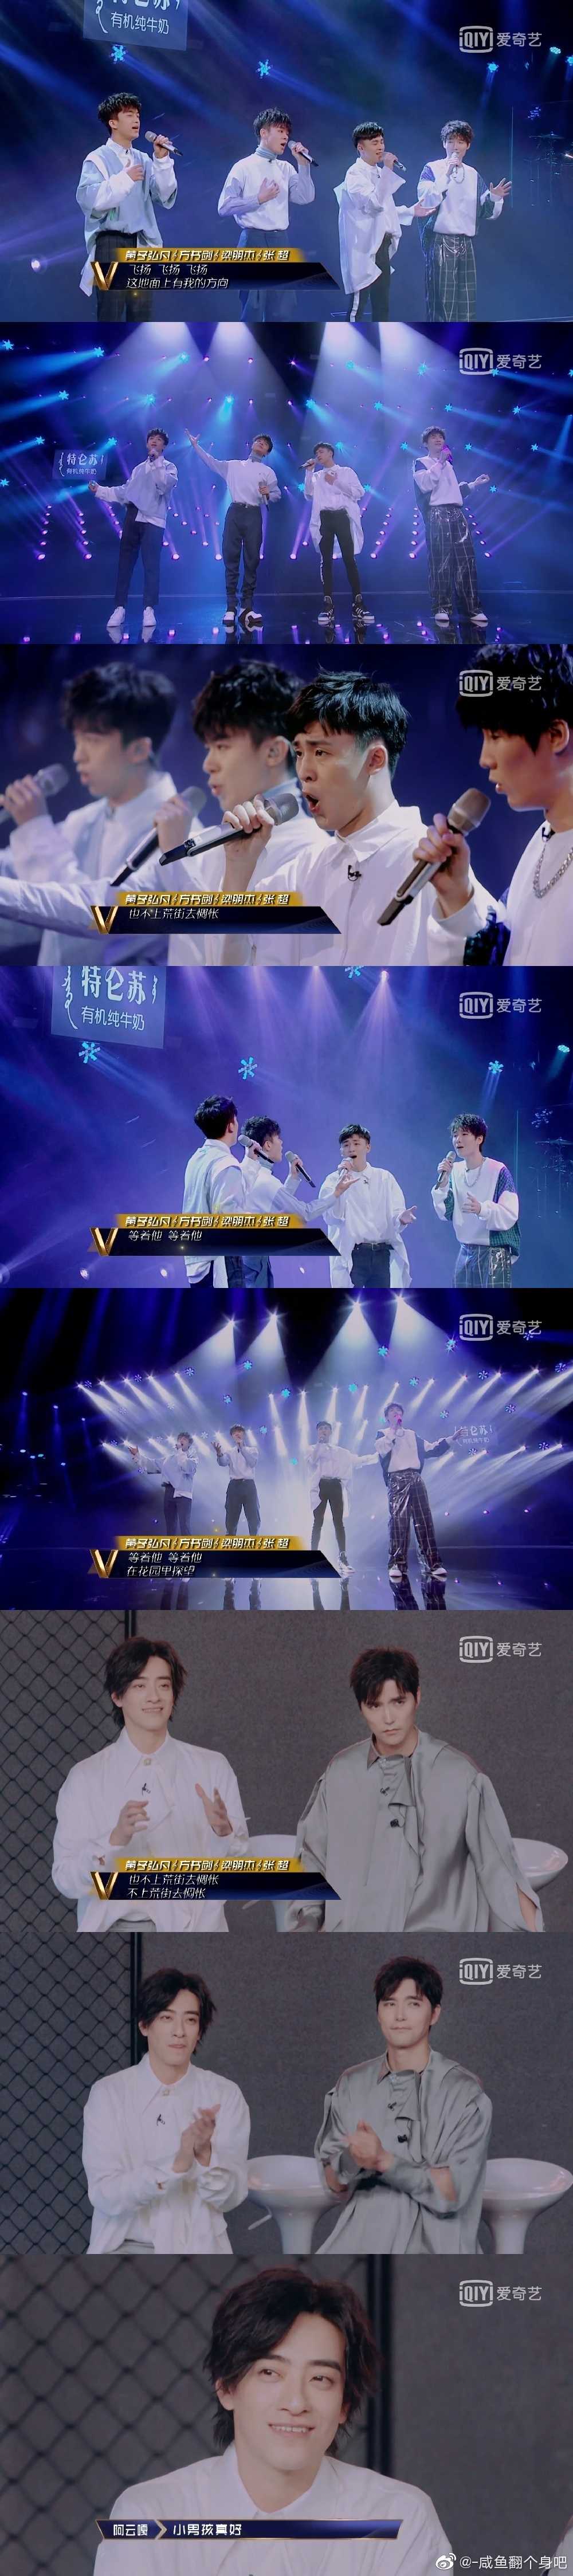 特仑苏
有机纯牛奶
iQIYI 爱奇艺
黄子弘凡 方书剑 梁朋杰 张超
飞扬 飞扬 飞扬
这地面上有我的方向
iQIYI 爱奇艺
特仑苏
有机纯牛奶
iQIYI 爱奇艺
黄子弘凡 方书剑 梁朋杰 张超
也不上荒街去惆怅
特仑苏
有机纯牛奶
iQIYI 爱奇艺
黄子弘凡 方书剑 梁朋杰 张超
等着他 等着他
iQIYI 爱奇艺
特仑苏
黄子弘凡 方书剑 梁朋杰 张超
等着他 等着他
在花园里探望
iQIYI 爱奇艺
黄子弘凡 方书剑 梁朋杰 张超
也不上荒街去惆怅
不上荒街去惆怅
iQIYI 爱奇艺
iQIYI 爱奇艺
阿云嘎 小男孩真好
@-咸鱼翻个身吧